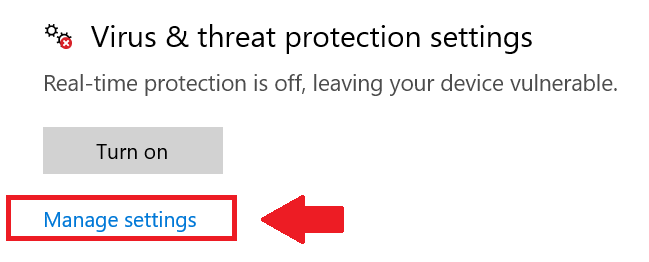 Virus & threat protection settings
Real-time protection is off, leaving your device vulnerable.
Turn on
Manage settings